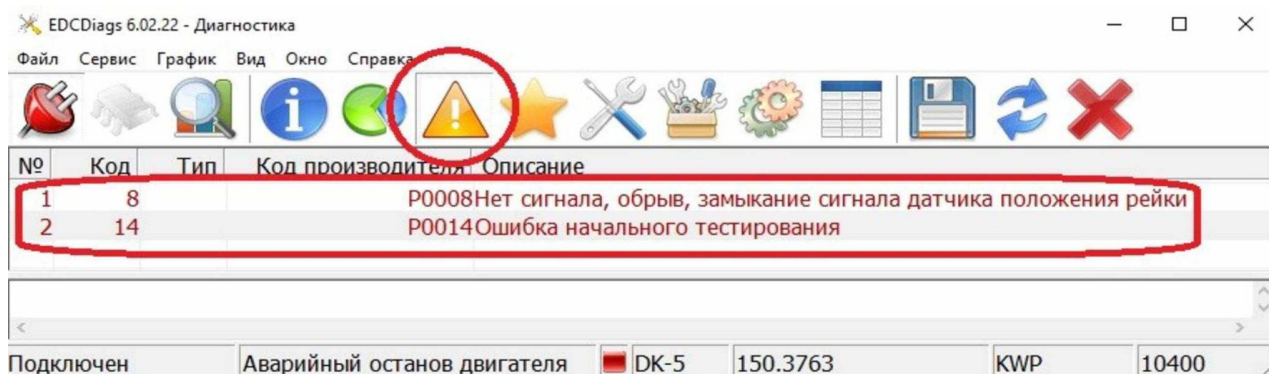 EDCDiags 6.02.22 - Диагностика
Файл Сервис График Вид Окно Справка
№ Код Тип Код производителя Описание
1 8 P0008 Нет сигнала, обрыв, замыкание сигнала датчика положения рейки
2 14 P0014 Ошибка начального тестирования
Подключен Аварийный останов двигателя DK-5 150.3763 KWP 10400